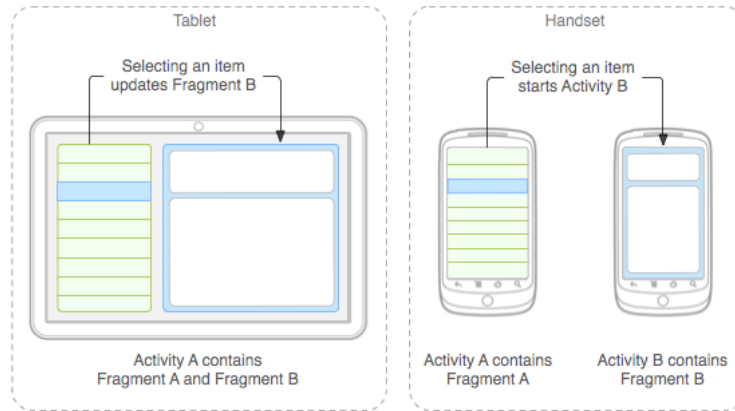 Tablet
Selecting an item
updates Fragment B
Activity A contains
Fragment A and Fragment B
Handset
Selecting an item
starts Activity B
Activity A contains
Fragment A
Activity B contains
Fragment B